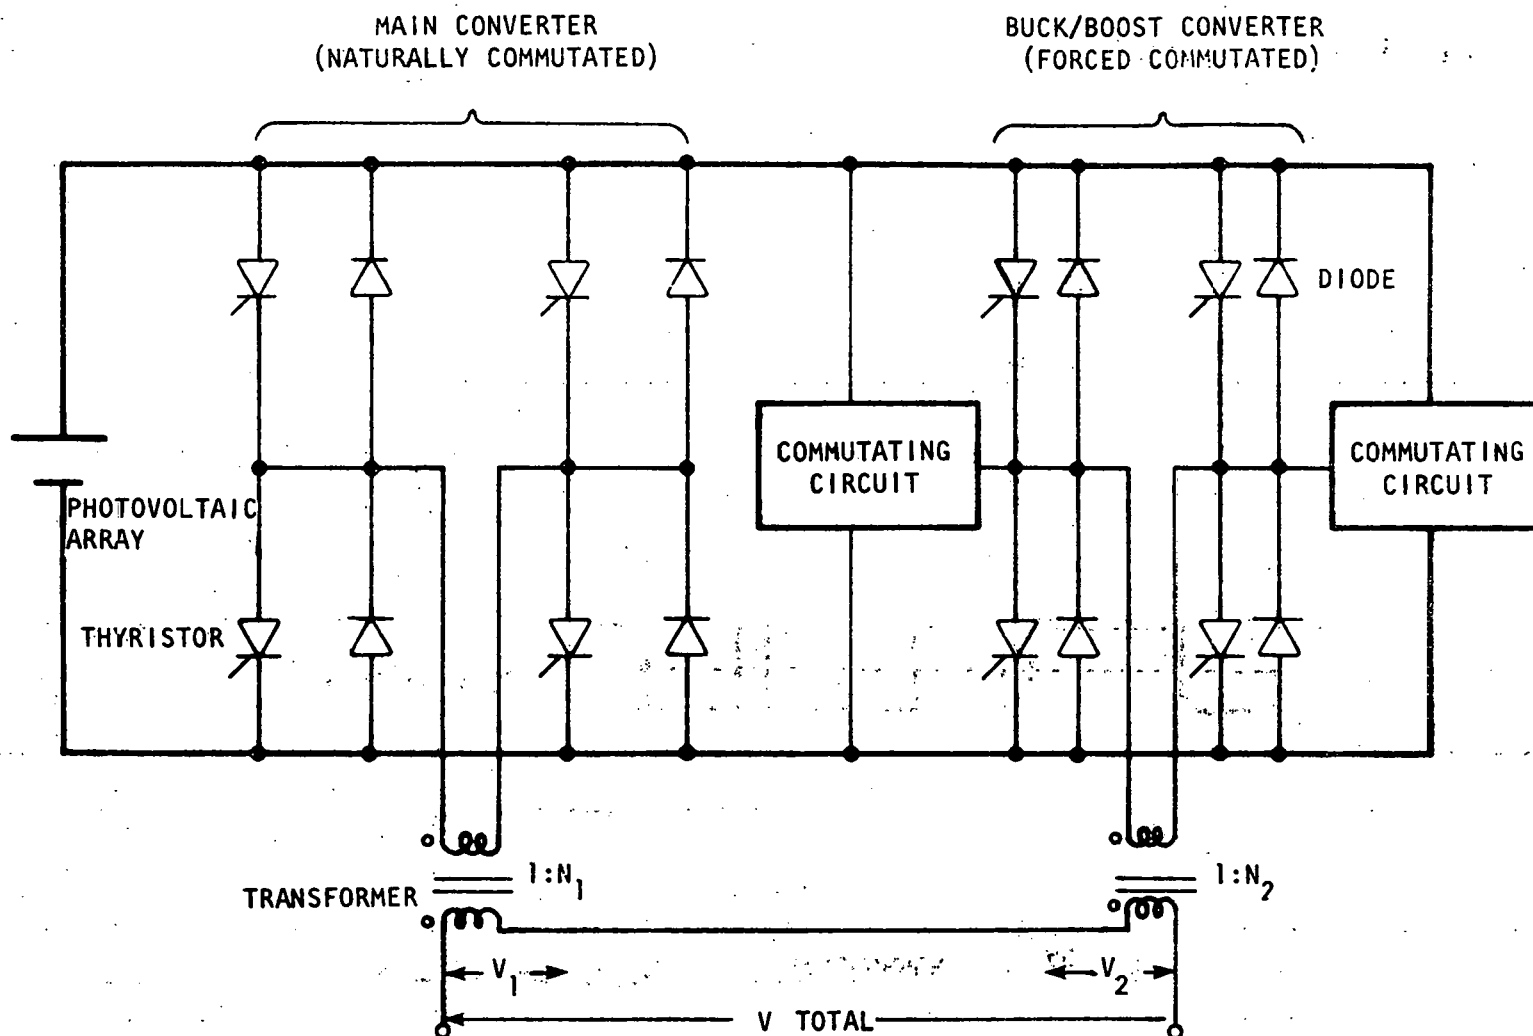 MAIN CONVERTER
(NATURALLY COMMUTATED)
BUCK/BOOST CONVERTER
(FORCED COMMUTATED)
DIODE
COMMUTATING
CIRCUIT
COMMUTATING
CIRCUIT
PHOTOVOLTAIC
ARRAY
THYRISTOR
1:N1
1:N2
TRANSFORMER
V1
V2
V TOTAL